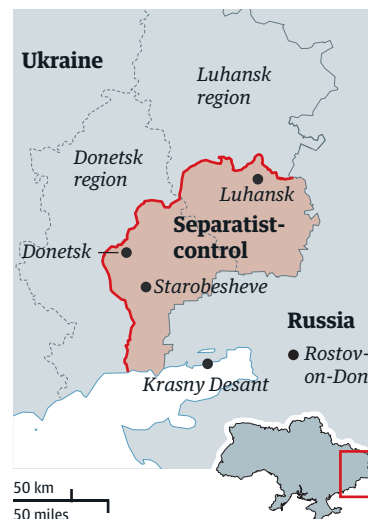 Ukraine
Luhansk
region
Donetsk
region
Luhansk
Separatist-
control
Donetsk
Starobesheve
Russia
Rostov-
on-Don
Krasny Desant
50 km
50 miles